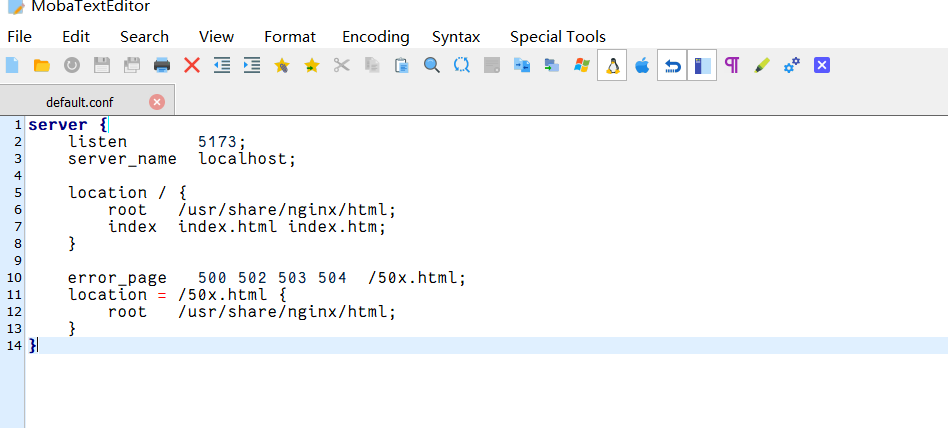 MobaTextEditor
File Edit Search View Format Encoding Syntax Special Tools
default.conf
1 server {
2     listen       5173;
3     server_name  localhost;
4
5     location / {
6         root   /usr/share/nginx/html;
7         index  index.html index.htm;
8     }
9
10     error_page   500 502 503 504  /50x.html;
11     location = /50x.html {
12         root   /usr/share/nginx/html;
13     }
14 }